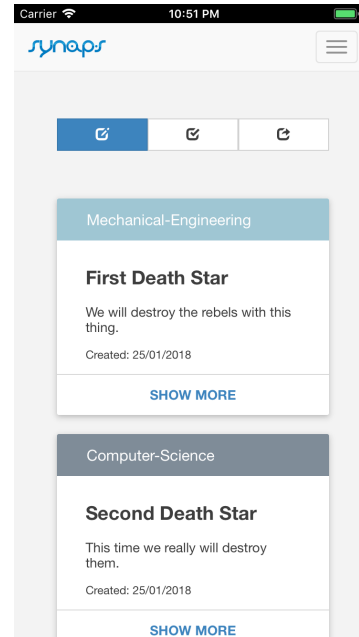 Carrier 10:51 PM
synaps
Mechanical-Engineering
First Death Star
We will destroy the rebels with this
thing.
Created: 25/01/2018
SHOW MORE
Computer-Science
Second Death Star
This time we really will destroy
them.
Created: 25/01/2018
SHOW MORE